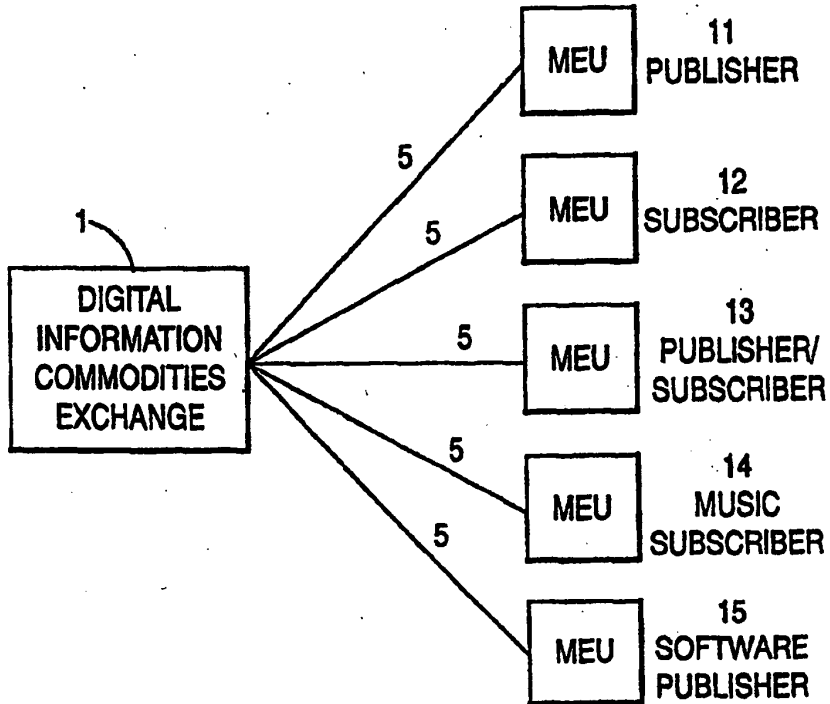 11
MEU PUBLISHER
5
12
MEU SUBSCRIBER
5
1
DIGITAL
INFORMATION
COMMODITIES
EXCHANGE
5
13
MEU PUBLISHER/
SUBSCRIBER
5
14
MEU MUSIC
SUBSCRIBER
5
15
MEU SOFTWARE
PUBLISHER